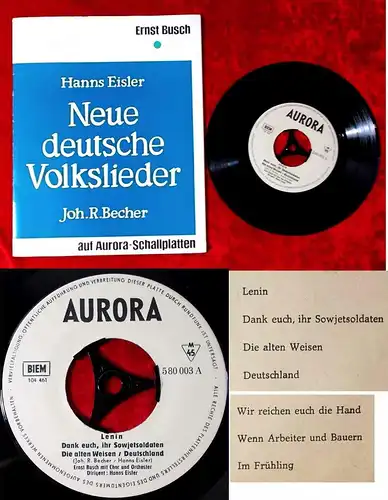 Ernst Busch
Hanns Eisler
Neue
deutsche
Volkslieder
Joh. R. Becher
auf Aurora-Schallplatten
AURORA
AURORA
M
45
580 003 A
BIEM
104 461
Lenin
Dank euch, ihr Sowjetsoldaten
Die alten Weisen / Deutschland
(Joh. R. Becher / Hanns Eisler)
Ernst Busch mit Chor und Orchester
Dirigent: Hanns Eisler
Lenin
Dank euch, ihr Sowjetsoldaten
Die alten Weisen
Deutschland
Wir reichen euch die Hand
Wenn Arbeiter und Bauern
Im Frühling